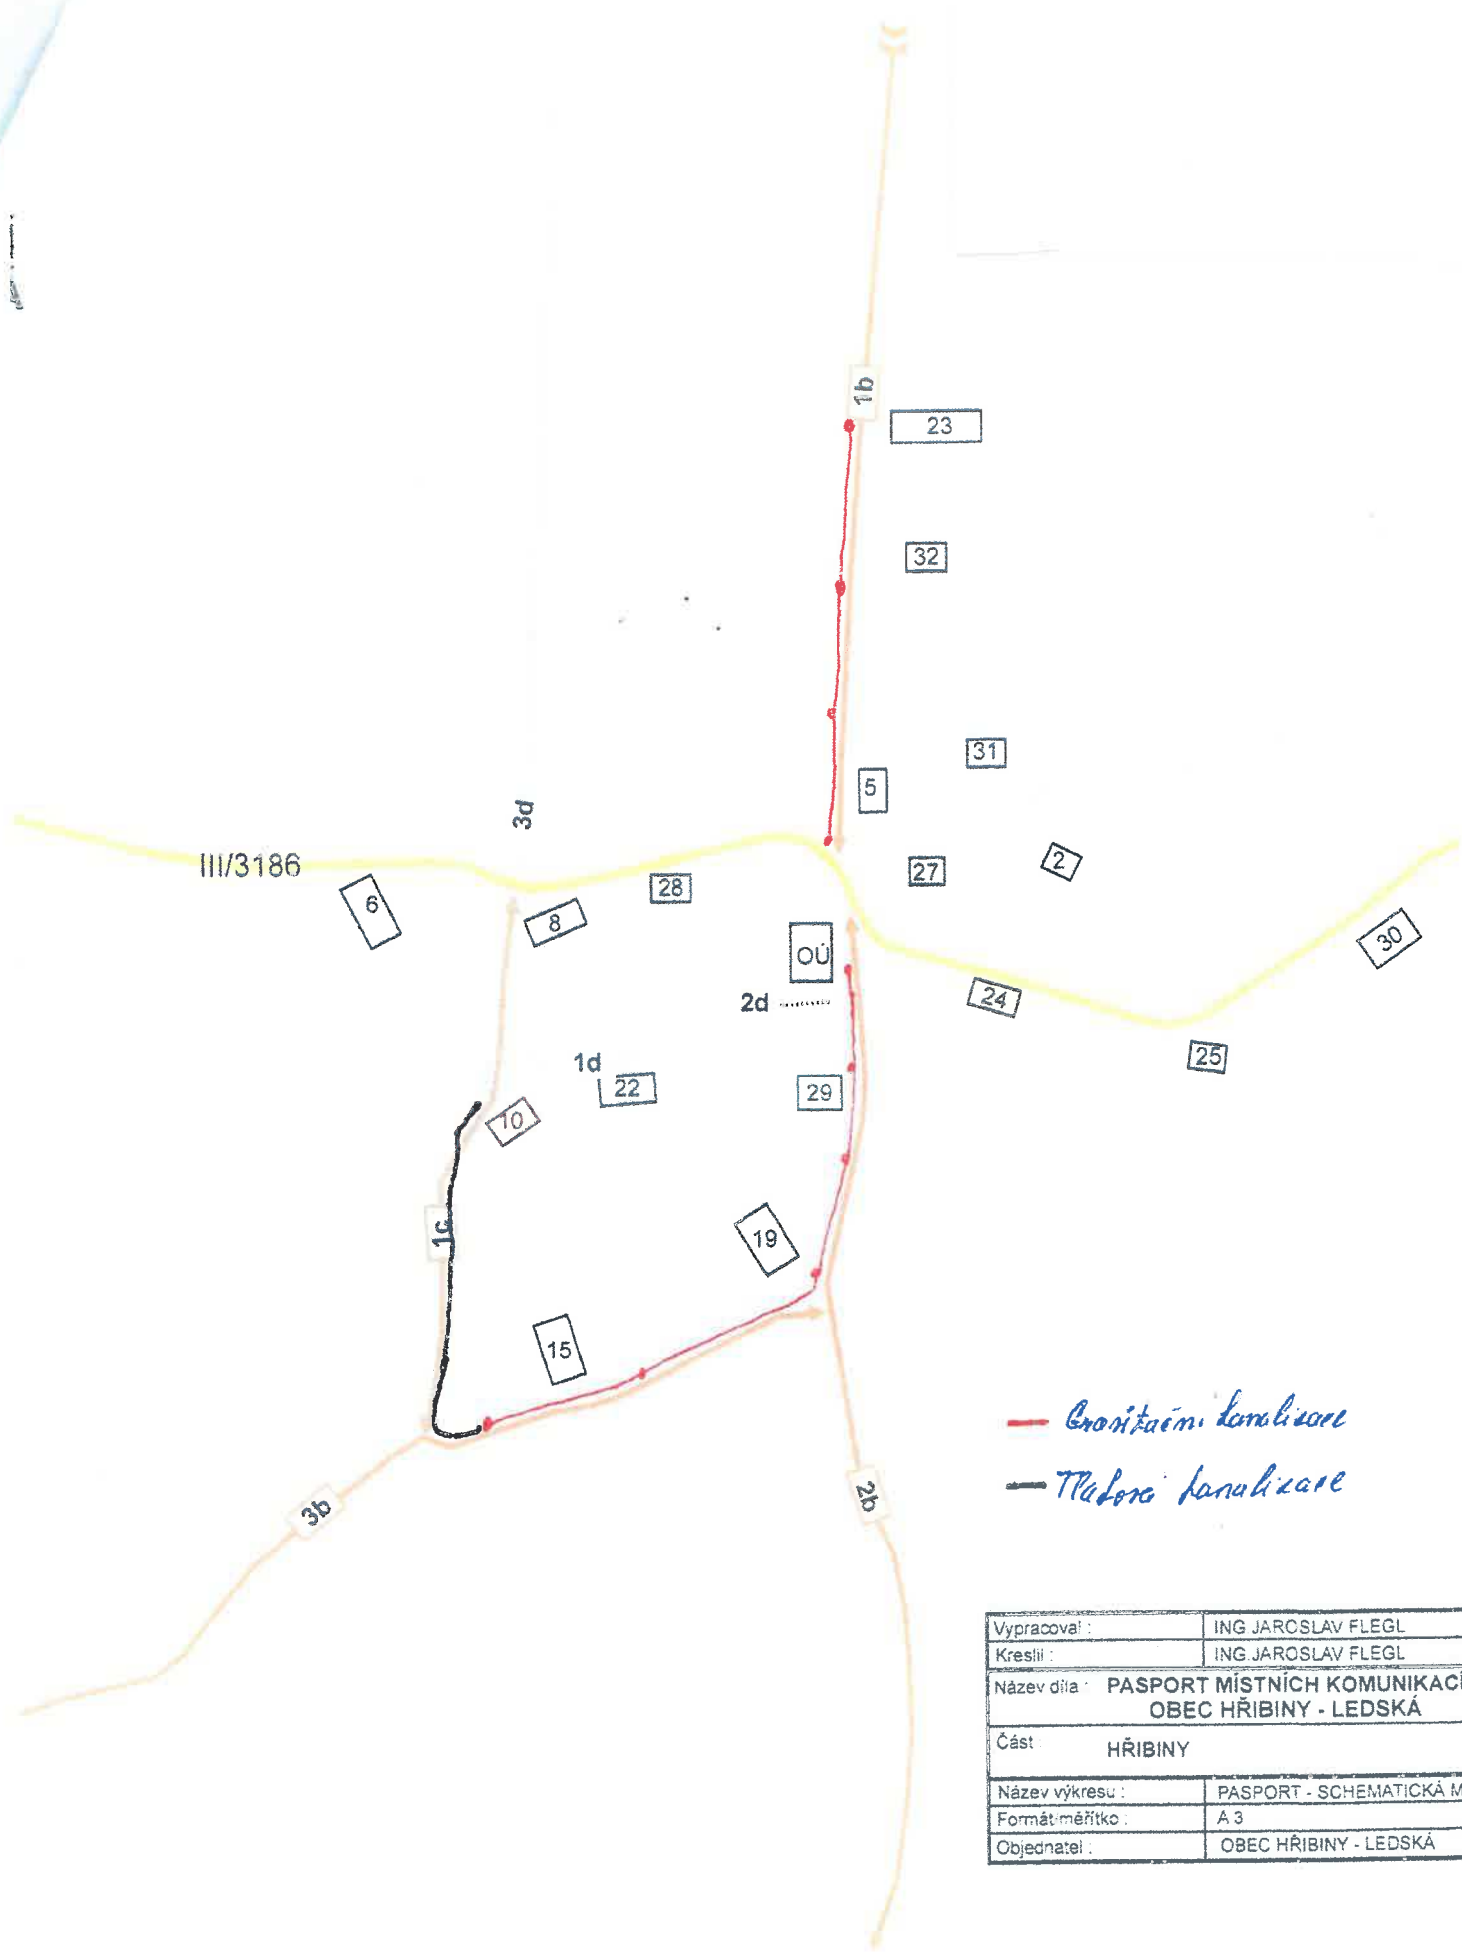 1b
23
32
31
5
3d
III/3186
2
27
28
6
8
30
OÚ
24
2d
25
1d
22
29
10
1c
19
15
Gravitační kanalizace
Tlaková kanalizace
3b
2b
Vypracoval : ING.JAROSLAV FLEGL
Kreslil : ING.JAROSLAV FLEGL
Název díla : PASPORT MÍSTNÍCH KOMUNIKACÍ
OBEC HŘIBINY - LEDSKÁ
Část : HŘIBINY
Název výkresu : PASPORT - SCHEMATICKÁ M
Formát·měřítko : A 3
Objednatel : OBEC HŘIBINY - LEDSKÁ